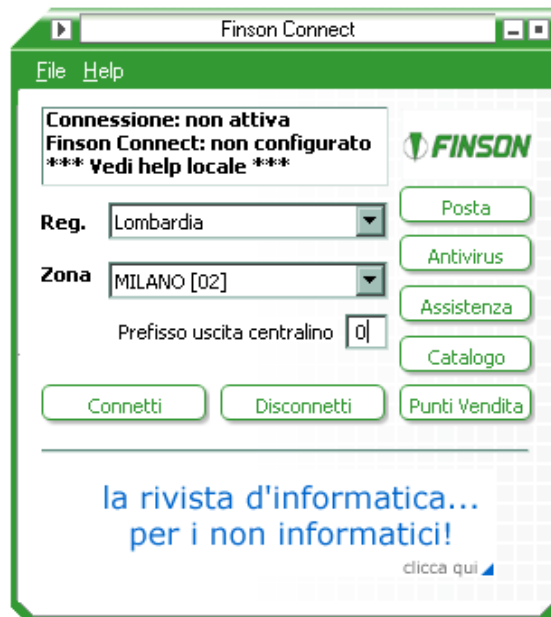 Finson Connect
File Help
Connessione: non attiva
Finson Connect: non configurato
*** Vedi help locale ***
FINSON
Reg. Lombardia
Posta
Antivirus
Zona MILANO [02]
Assistenza
Prefisso uscita centralino 0
Catalogo
Connetti Disconnetti Punti Vendita
la rivista d'informatica...
per i non informatici!
clicca qui